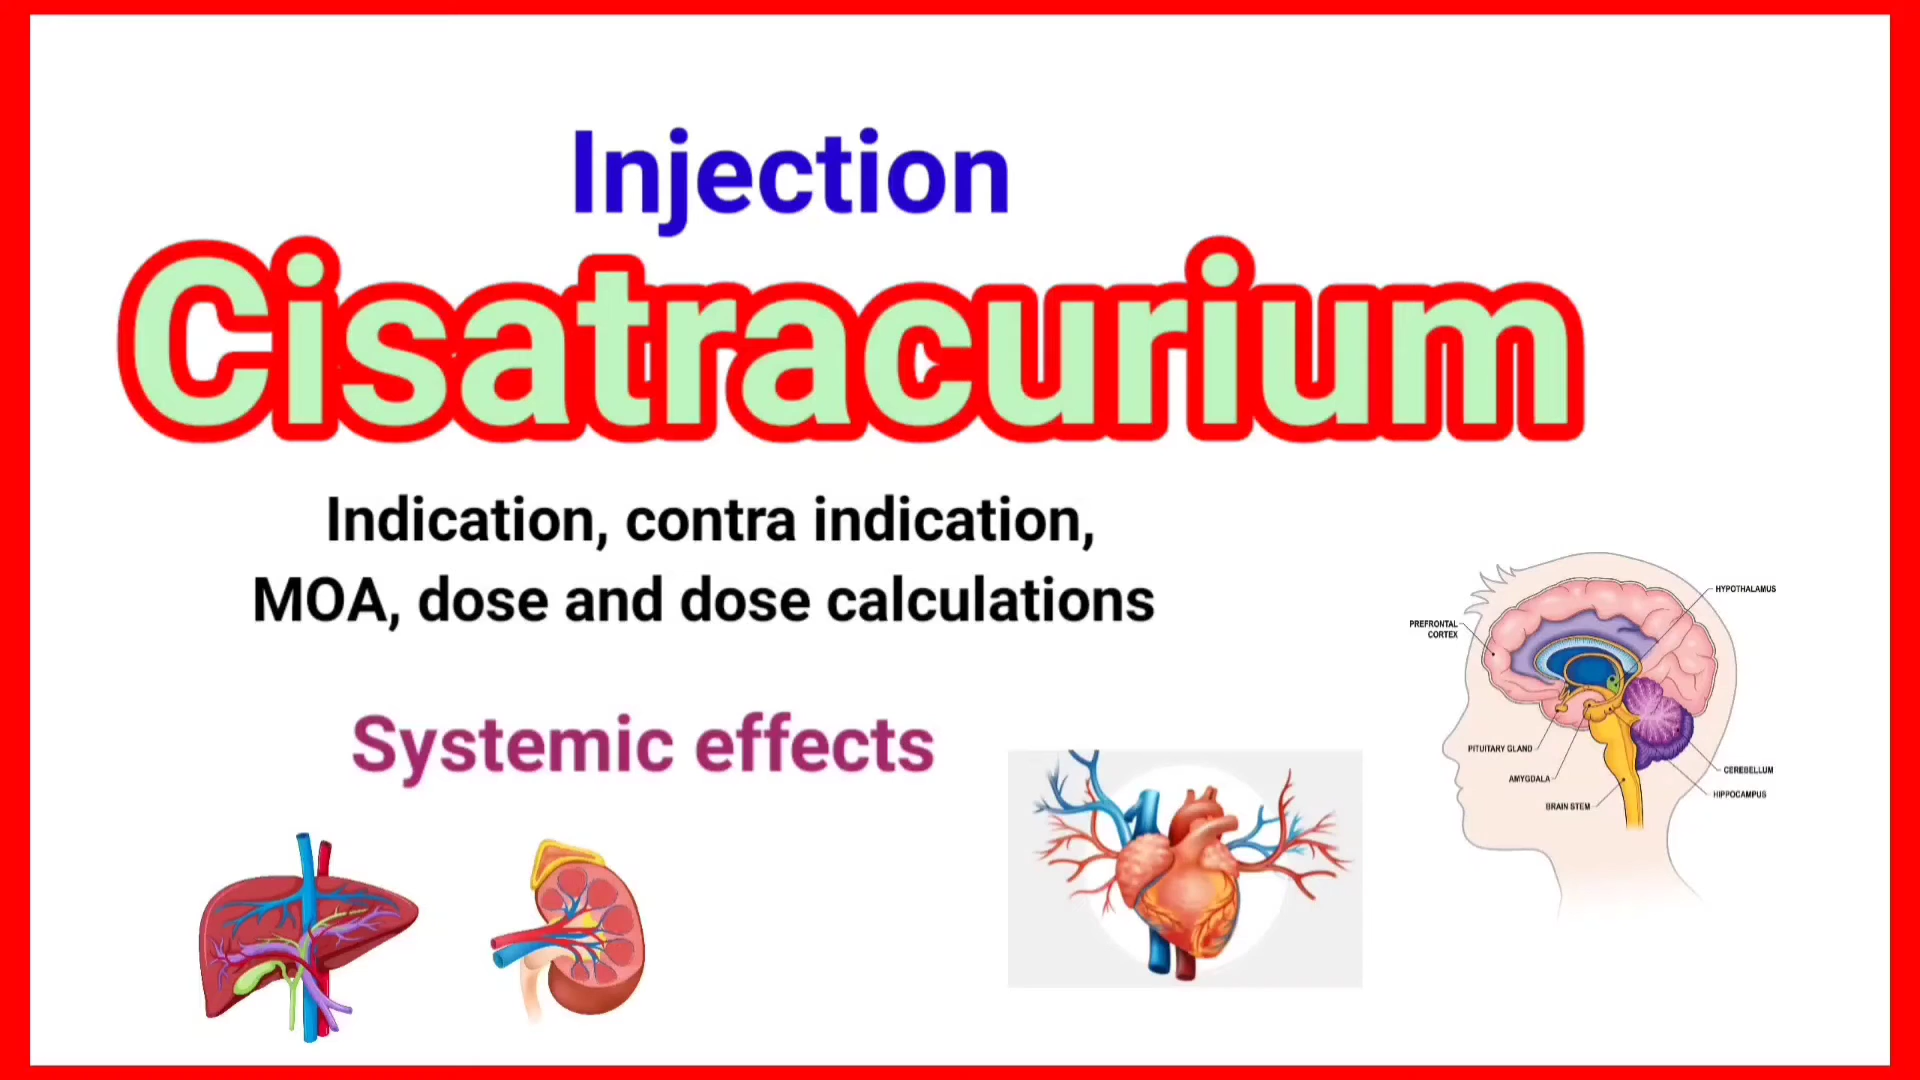 Injection
Cisatracurium
Indication, contra indication,
MOA, dose and dose calculations
Systemic effects
HYPOTHALAMUS
PREFRONTAL
CORTEX
PITUITARY GLAND
AMYGDALA
BRAIN STEM
CEREBELLUM
HIPPOCAMPUS